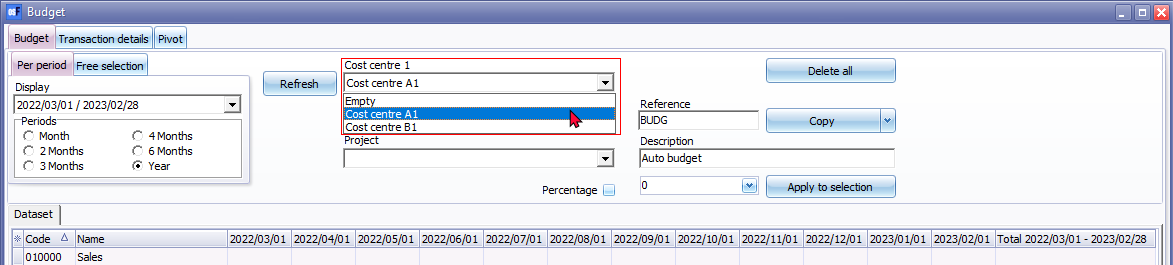 Budget
Budget Transaction details Pivot
Per period Free selection
Display
2022/03/01 / 2023/02/28
Periods
Month 4 Months
2 Months 6 Months
3 Months Year
Refresh
Cost centre 1
Cost centre A1
Empty
Cost centre A1
Cost centre B1
Project
Percentage
Delete all
Reference
BUDG
Copy
Description
Auto budget
0
Apply to selection
Dataset
Code Name 2022/03/01 2022/04/01 2022/05/01 2022/06/01 2022/07/01 2022/08/01 2022/09/01 2022/10/01 2022/11/01 2022/12/01 2023/01/01 2023/02/01 Total 2022/03/01 - 2023/02/28
010000 Sales